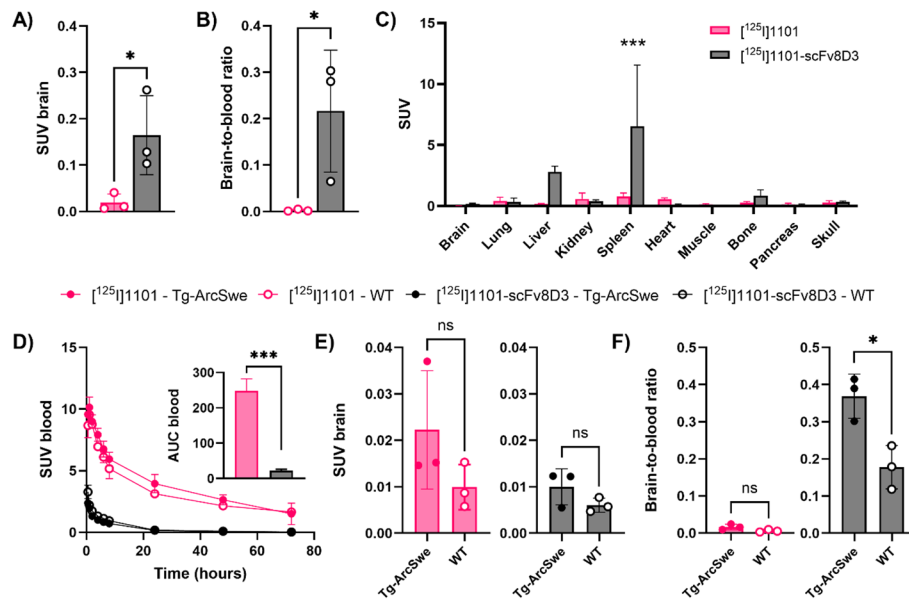 A)
SUV brain
0.4
0.3
0.2
0.1
0.0
*
B)
Brain-to-blood ratio
0.4
0.3
0.2
0.1
0.0
*
C)
SUV
15
10
5
0
***
[¹²⁵I]1101
[¹²⁵I]1101-scFv8D3
Brain
Lung
Liver
Kidney
Spleen
Heart
Muscle
Bone
Pancreas
Skull
[¹²⁵I]1101 - Tg-ArcSwe
[¹²⁵I]1101 - WT
[¹²⁵I]1101-scFv8D3 - Tg-ArcSwe
[¹²⁵I]1101-scFv8D3 - WT
D)
SUV blood
15
10
5
0
0
20
40
60
80
Time (hours)
AUC blood
300
200
100
0
***
E)
SUV brain
0.04
0.03
0.02
0.01
0.00
ns
Tg-ArcSwe
WT
0.04
0.03
0.02
0.01
0.00
ns
Tg-ArcSwe
WT
F)
Brain-to-blood ratio
0.5
0.4
0.3
0.2
0.1
0.0
ns
Tg-ArcSwe
WT
0.5
0.4
0.3
0.2
0.1
0.0
*
Tg-ArcSwe
WT